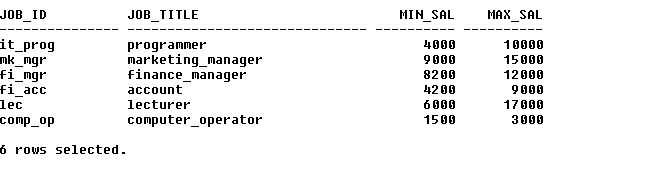 JOB_ID          JOB_TITLE                         MIN_SAL    MAX_SAL
--------------- ------------------------------ ---------- ----------
it_prog         programmer                           4000      10000
mk_mgr          marketing_manager                    9000      15000
fi_mgr          finance_manager                      8200      12000
fi_acc          account                              4200       9000
lec             lecturer                             6000      17000
comp_op         computer_operator                    1500       3000
6 rows selected.